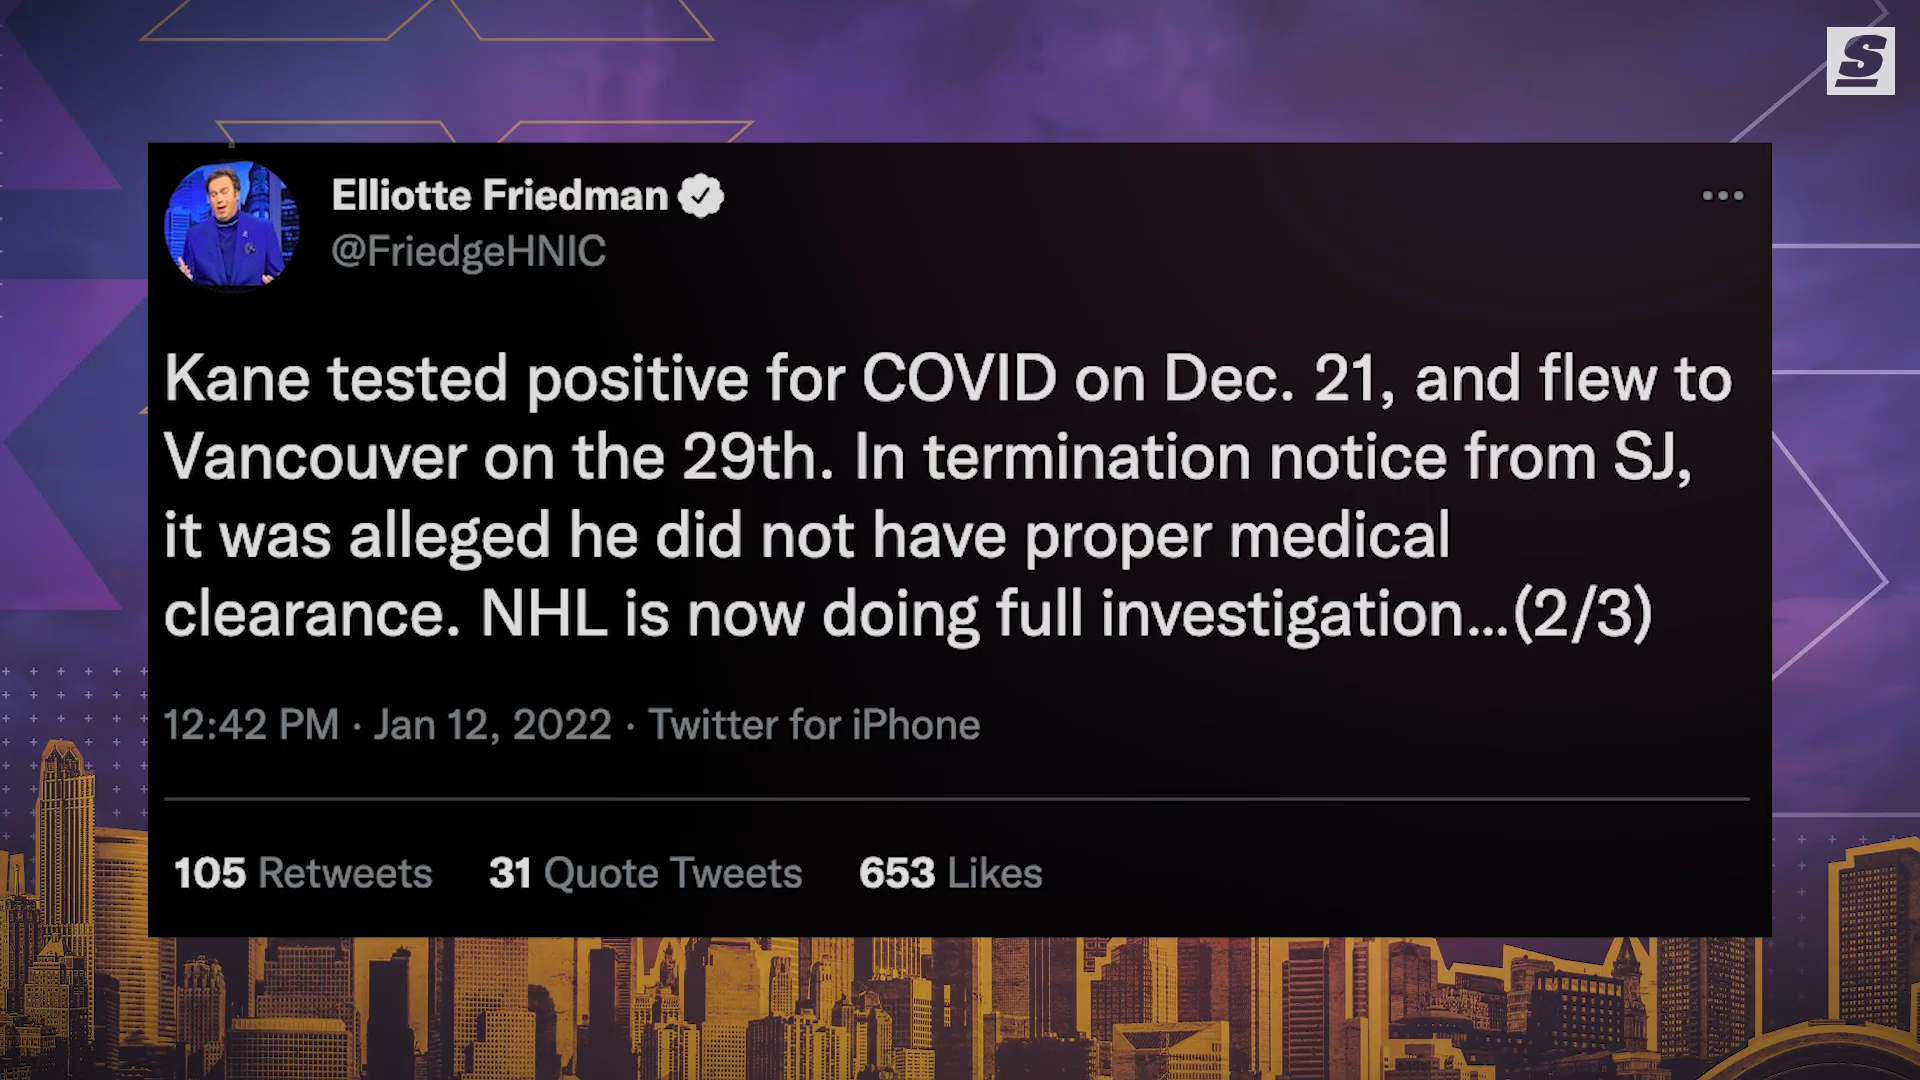 S
Elliotte Friedman
@FriedgeHNIC
Kane tested positive for COVID on Dec. 21, and flew to
Vancouver on the 29th. In termination notice from SJ,
it was alleged he did not have proper medical
clearance. NHL is now doing full investigation...(2/3)
12:42 PM · Jan 12, 2022 · Twitter for iPhone
105 Retweets 31 Quote Tweets 653 Likes